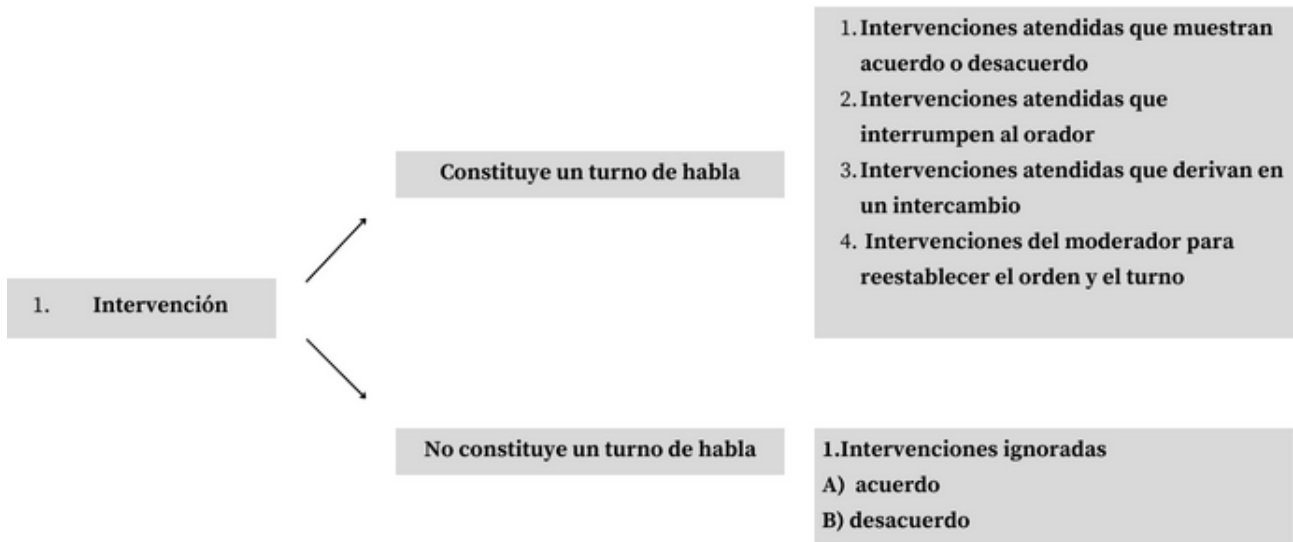 1. Intervención
Constituye un turno de habla
1. Intervenciones atendidas que muestran
acuerdo o desacuerdo
2. Intervenciones atendidas que
interrumpen al orador
3. Intervenciones atendidas que derivan en
un intercambio
4. Intervenciones del moderador para
reestablecer el orden y el turno
No constituye un turno de habla
1.Intervenciones ignoradas
A) acuerdo
B) desacuerdo